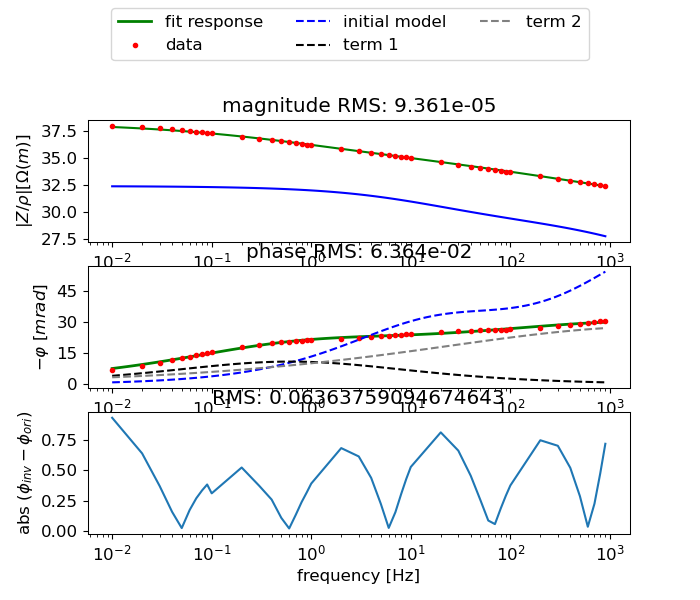 fit response initial model term 2
data term 1
magnitude RMS: 9.361e-05
37.5
35.0
32.5
30.0
27.5
|Z/ρ|[Ω(m)]
10⁻² 10⁻¹ 10⁰ 10¹ 10² 10³
phase RMS: 6.364e-02
45
30
15
0
−φ [mrad]
10⁻² 10⁻¹ 10⁰ 10¹ 10² 10³
RMS: 0.06363759094674643
0.75
0.50
0.25
0.00
abs (ϕinv − ϕori)
10⁻² 10⁻¹ 10⁰ 10¹ 10² 10³
frequency [Hz]